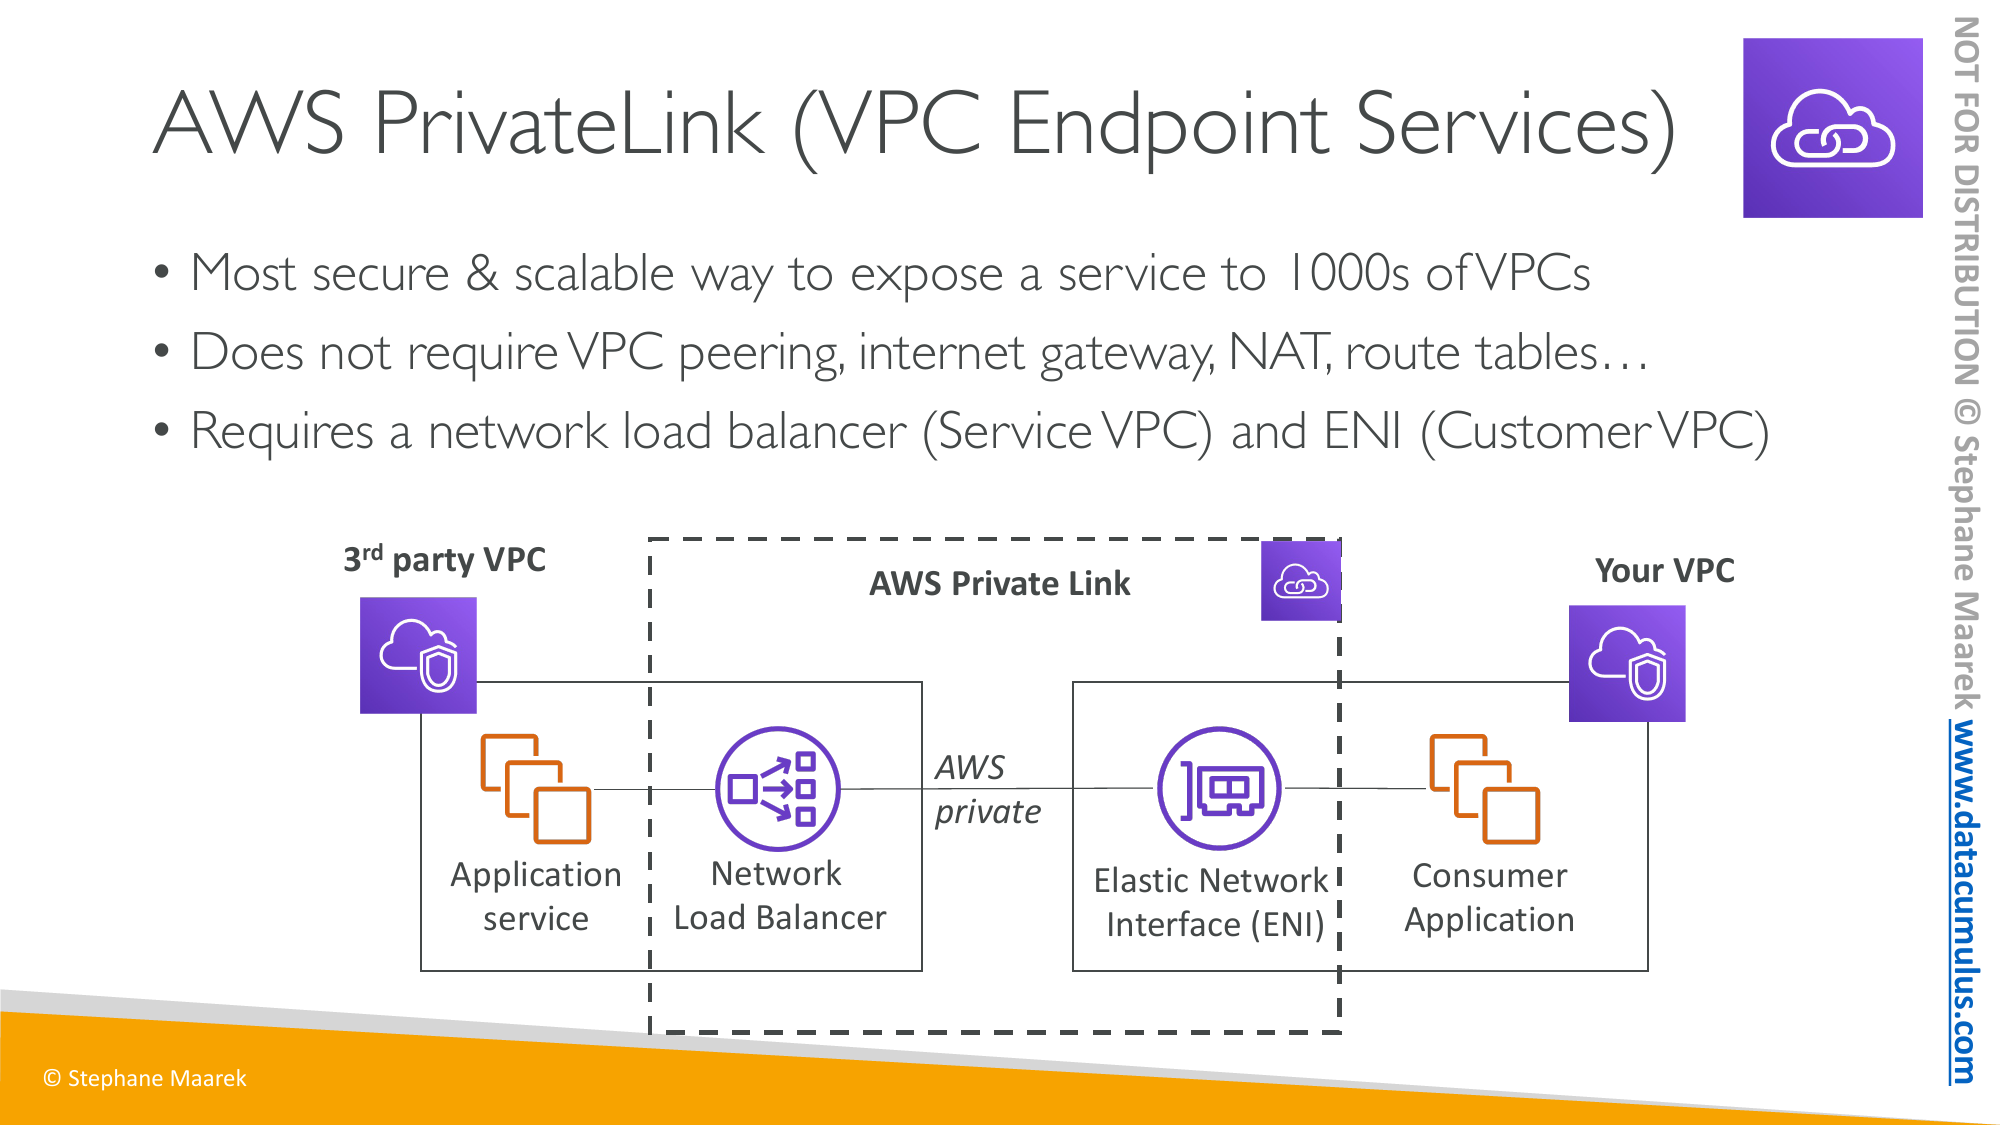 AWS PrivateLink (VPC Endpoint Services)
• Most secure & scalable way to expose a service to 1000s of VPCs
• Does not require VPC peering, internet gateway, NAT, route tables…
• Requires a network load balancer (Service VPC) and ENI (Customer VPC)
3rd party VPC
AWS Private Link
Your VPC
AWS
private
Application
service
Network
Load Balancer
Elastic Network
Interface (ENI)
Consumer
Application
© Stephane Maarek
NOT FOR DISTRIBUTION © Stephane Maarek www.datacumulus.com